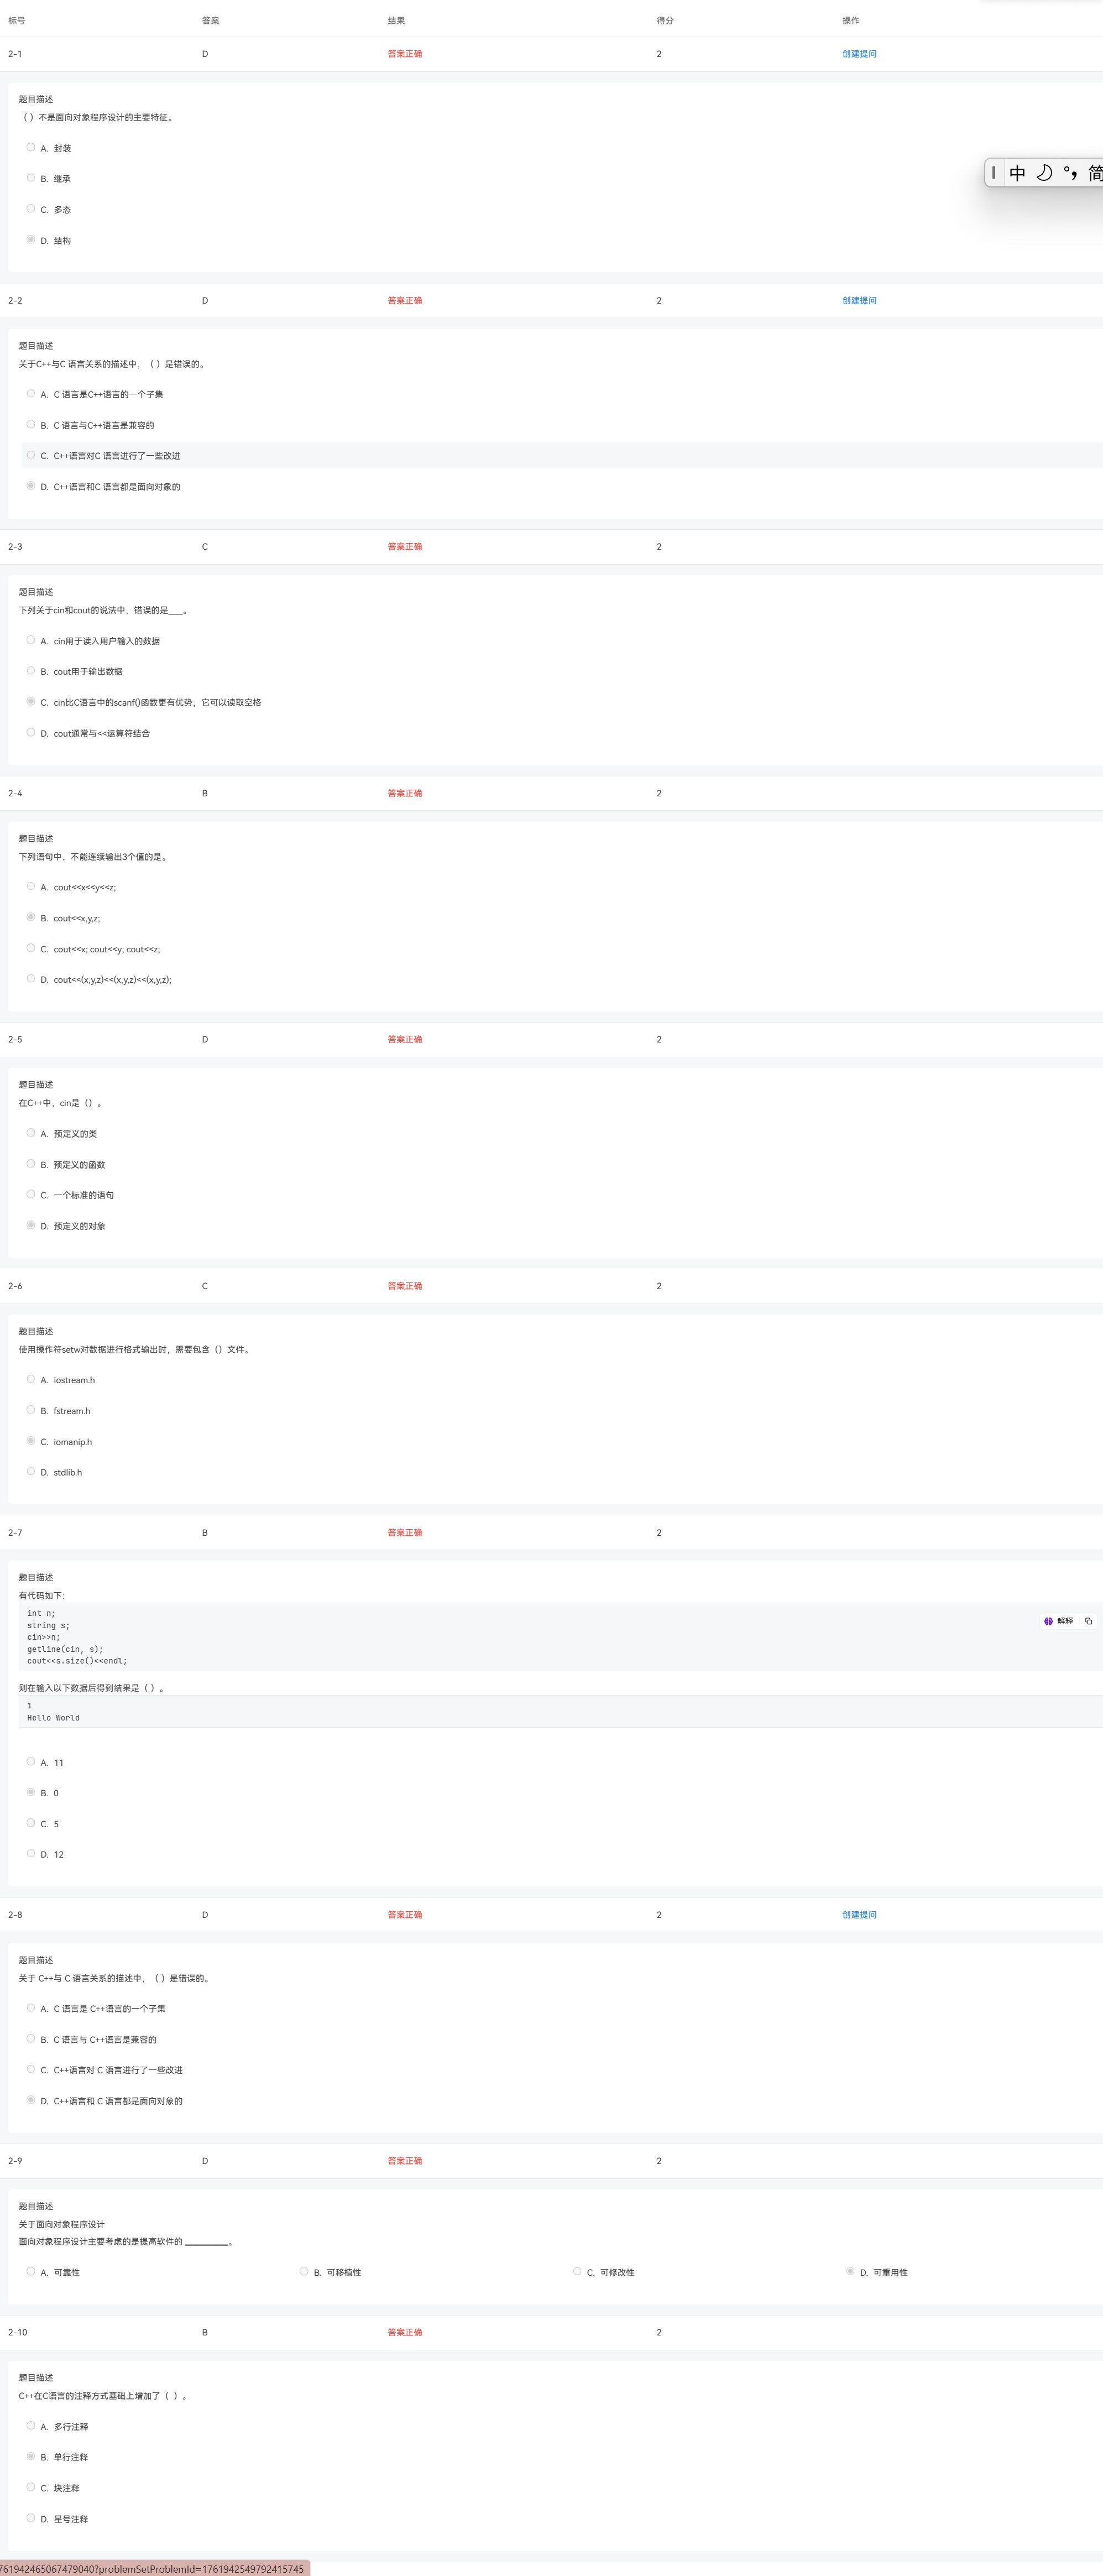 标号 答案 结果 得分 操作
2-1 D 答案正确 2 创建提问
题目描述
（ ）不是面向对象程序设计的主要特征。
A. 封装
中 简
B. 继承
C. 多态
D. 结构
2-2 D 答案正确 2 创建提问
题目描述
关于C++与C 语言关系的描述中，（ ）是错误的。
A. C 语言是C++语言的一个子集
B. C 语言与C++语言是兼容的
C. C++语言对C 语言进行了一些改进
D. C++语言和C 语言都是面向对象的
2-3 C 答案正确 2
题目描述
下列关于cin和cout的说法中，错误的是___。
A. cin用于读入用户输入的数据
B. cout用于输出数据
C. cin比C语言中的scanf()函数更有优势，它可以读取空格
D. cout通常与<<运算符结合
2-4 B 答案正确 2
题目描述
下列语句中，不能连续输出3个值的是。
A. cout<<x<<y<<z;
B. cout<<x,y,z;
C. cout<<x; cout<<y; cout<<z;
D. cout<<(x,y,z)<<(x,y,z)<<(x,y,z);
2-5 D 答案正确 2
题目描述
在C++中，cin是（）。
A. 预定义的类
B. 预定义的函数
C. 一个标准的语句
D. 预定义的对象
2-6 C 答案正确 2
题目描述
使用操作符setw对数据进行格式输出时，需要包含（）文件。
A. iostream.h
B. fstream.h
C. iomanip.h
D. stdlib.h
2-7 B 答案正确 2
题目描述
有代码如下：
int n;
string s;
解释
cin>>n;
getline(cin, s);
cout<<s.size()<<endl;
则在输入以下数据后得到结果是（ ）。
1
Hello World
A. 11
B. 0
C. 5
D. 12
2-8 D 答案正确 2 创建提问
题目描述
关于 C++与 C 语言关系的描述中，（ ）是错误的。
A. C 语言是 C++语言的一个子集
B. C 语言与 C++语言是兼容的
C. C++语言对 C 语言进行了一些改进
D. C++语言和 C 语言都是面向对象的
2-9 D 答案正确 2
题目描述
关于面向对象程序设计
面向对象程序设计主要考虑的是提高软件的 __________。
A. 可靠性 B. 可移植性 C. 可修改性 D. 可重用性
2-10 B 答案正确 2
题目描述
C++在C语言的注释方式基础上增加了（ ）。
A. 多行注释
B. 单行注释
C. 块注释
D. 星号注释
761942465067479040?problemSetProblemId=1761942549792415745